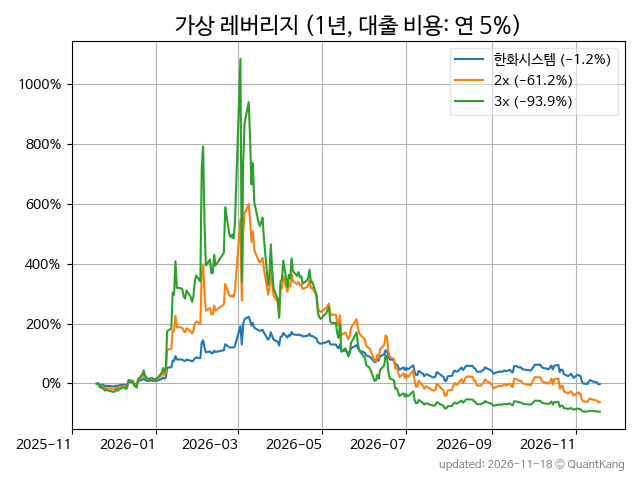 가상 레버리지 (1년, 대출 비용: 연 5%)
한화시스템 (-1.2%)
2x (-61.2%)
3x (-93.9%)
1000%
800%
600%
400%
200%
0%
2025-11 2026-01 2026-03 2026-05 2026-07 2026-09 2026-11
updated: 2026-11-18 © QuantKang